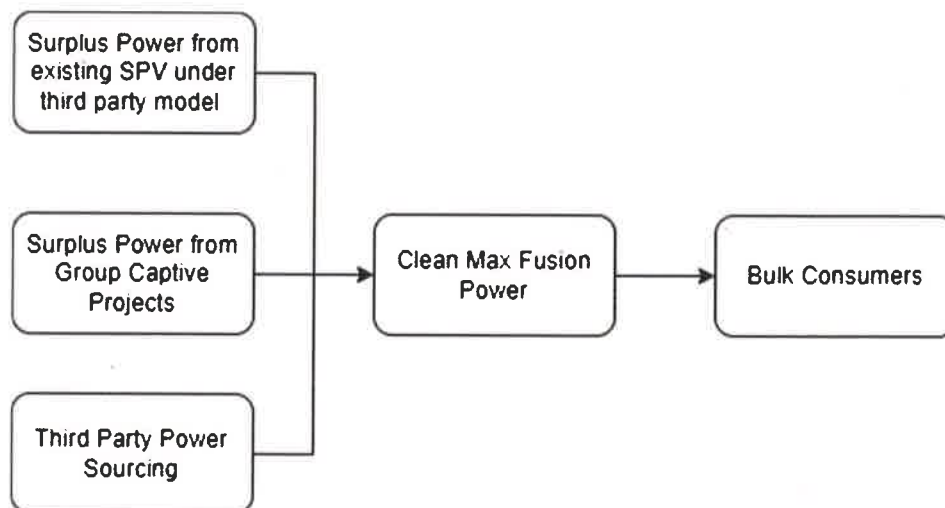 Surplus Power from
existing SPV under
third party model
Surplus Power from
Group Captive
Projects
Clean Max Fusion
Power
Bulk Consumers
Third Party Power
Sourcing